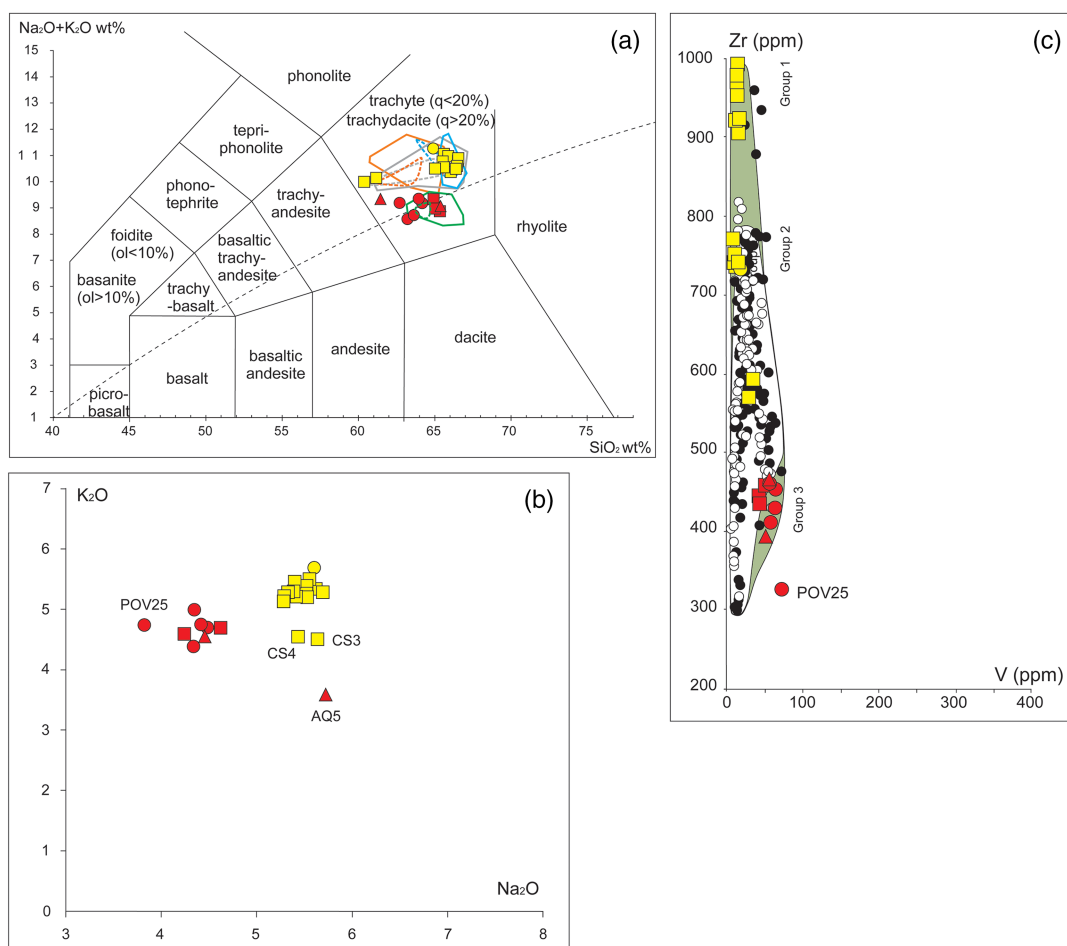 Na₂O+K₂O wt%
(a)
15
14
13
12
1 1
10
9
8
7
6
5
4
3
2
1
phonolite
trachyte (q<20%)
trachydacite (q>20%)
tepri-
phonolite
phono-
tephrite
trachy-
andesite
foidite
(ol<10%)
basaltic
trachy-
andesite
rhyolite
basanite
(ol>10%)
trachy
-basalt
basalt
basaltic
andesite
andesite
dacite
picro-
basalt
40
45
50
55
60
65
70
75
SiO₂ wt%
K₂O
(b)
7
6
5
4
3
2
1
0
POV25
CS4
CS3
AQ5
Na₂O
3
4
5
6
7
8
Zr (ppm)
(c)
1000
900
800
700
600
500
400
300
200
Group 1
Group 2
Group 3
POV25
V (ppm)
0
100
200
300
400